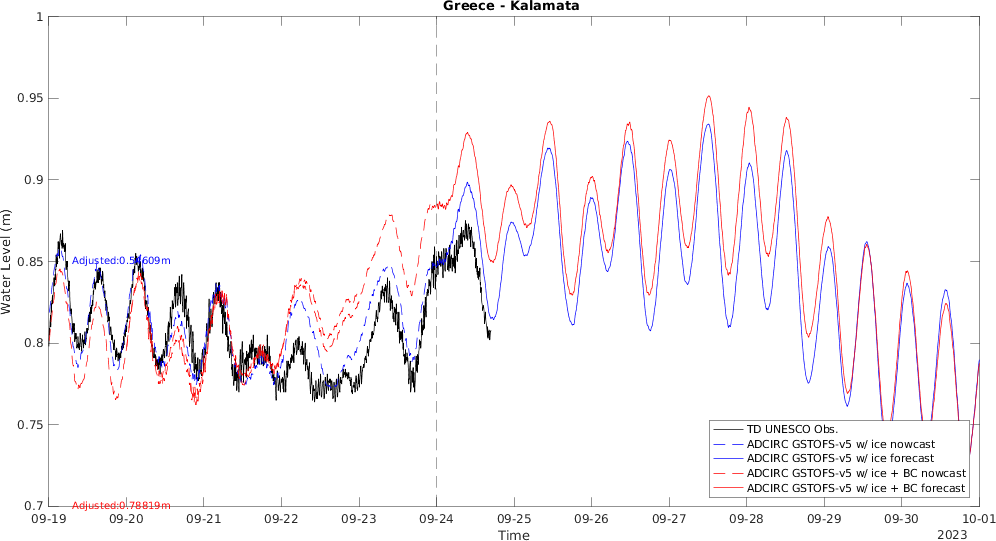 Greece - Kalamata
Water Level (m)
1
0.95
0.9
0.85
0.8
0.75
0.7
Adjusted:0.78819m
TD UNESCO Obs.
ADCIRC GSTOFS-v5 w/ ice nowcast
ADCIRC GSTOFS-v5 w/ ice forecast
ADCIRC GSTOFS-v5 w/ ice + BC nowcast
ADCIRC GSTOFS-v5 w/ ice + BC forecast
09-19 09-20 09-21 09-22 09-23 09-24 09-25 09-26 09-27 09-28 09-29 09-30 10-01
Time
2023